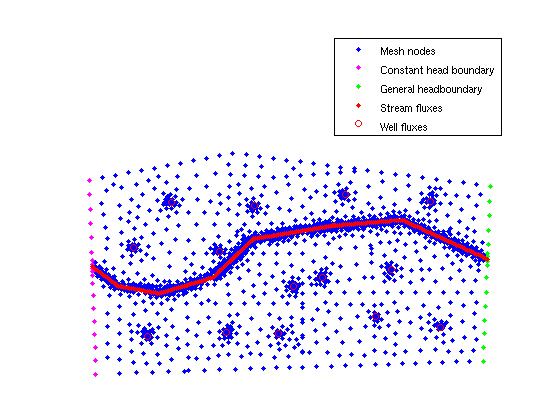 Mesh nodes
Constant head boundary
General headboundary
Stream fluxes
Well fluxes